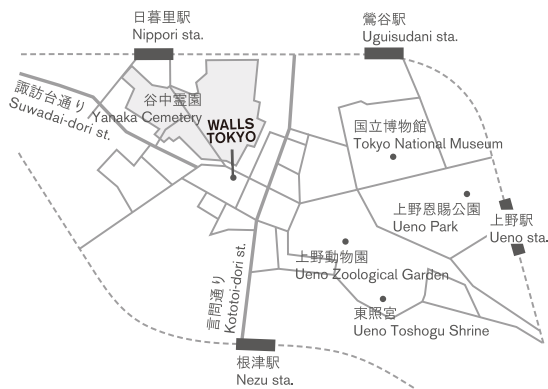 日暮里駅
Nippori sta.
鶯谷駅
Uguisudani sta.
諏訪台通り
Suwadai-dori st.
谷中霊園
Yanaka Cemetery
WALLS
TOKYO
国立博物館
Tokyo National Museum
上野恩賜公園
Ueno Park
上野駅
Ueno sta.
上野動物園
Ueno Zoological Garden
言問通り
Kototoi-dori st.
東照宮
Ueno Toshogu Shrine
根津駅
Nezu sta.